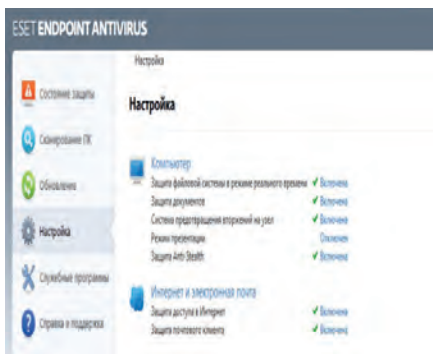 ESET ENDPOINT ANTIVIRUS
Настройка
Состояние защиты
Сканирование ПК
Обновления
Настройка
Служебные программы
Справка и поддержка
Настройка
Компьютер
Защита файловой системы в режиме реального времени Включена
Защита документов Включена
Система предотвращения вторжений на узел Включена
Режим презентации Отключен
Защита Anti-Stealth Включена
Интернет и электронная почта
Защита доступа в Интернет Включена
Защита почтового клиента Включена